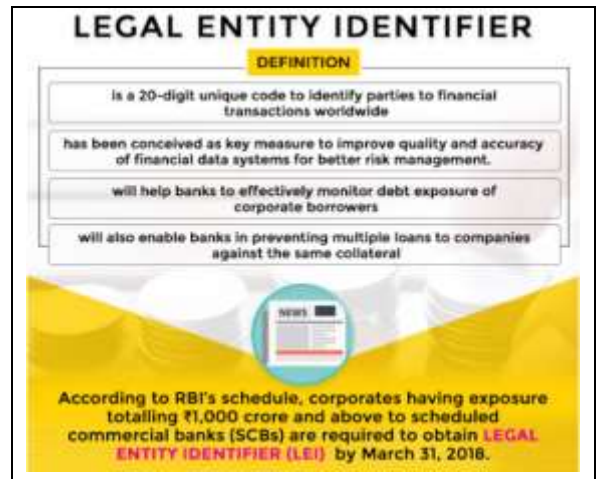 LEGAL ENTITY IDENTIFIER
DEFINITION
is a 20-digit unique code to identify parties to financial
transactions worldwide
has been conceived as key measure to improve quality and accuracy
of financial data systems for better risk management.
will help banks to effectively monitor debt exposure of
corporate borrowers
will also enable banks in preventing multiple loans to companies
against the same collateral
NEWS
According to RBI's schedule, corporates having exposure
totalling ₹1,000 crore and above to scheduled
commercial banks (SCBs) are required to obtain LEGAL
ENTITY IDENTIFIER (LEI) by March 31, 2018.